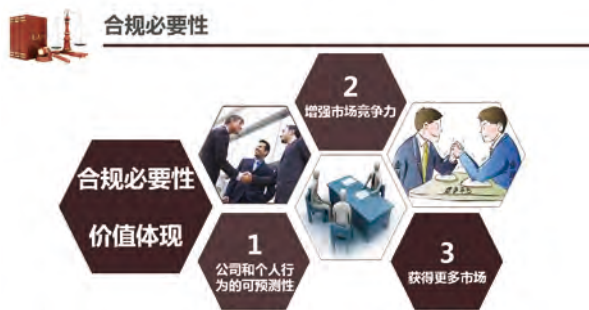 合规必要性
合规必要性
价值体现
1
公司和个人行
为的可预测性
2
增强市场竞争力
3
获得更多市场